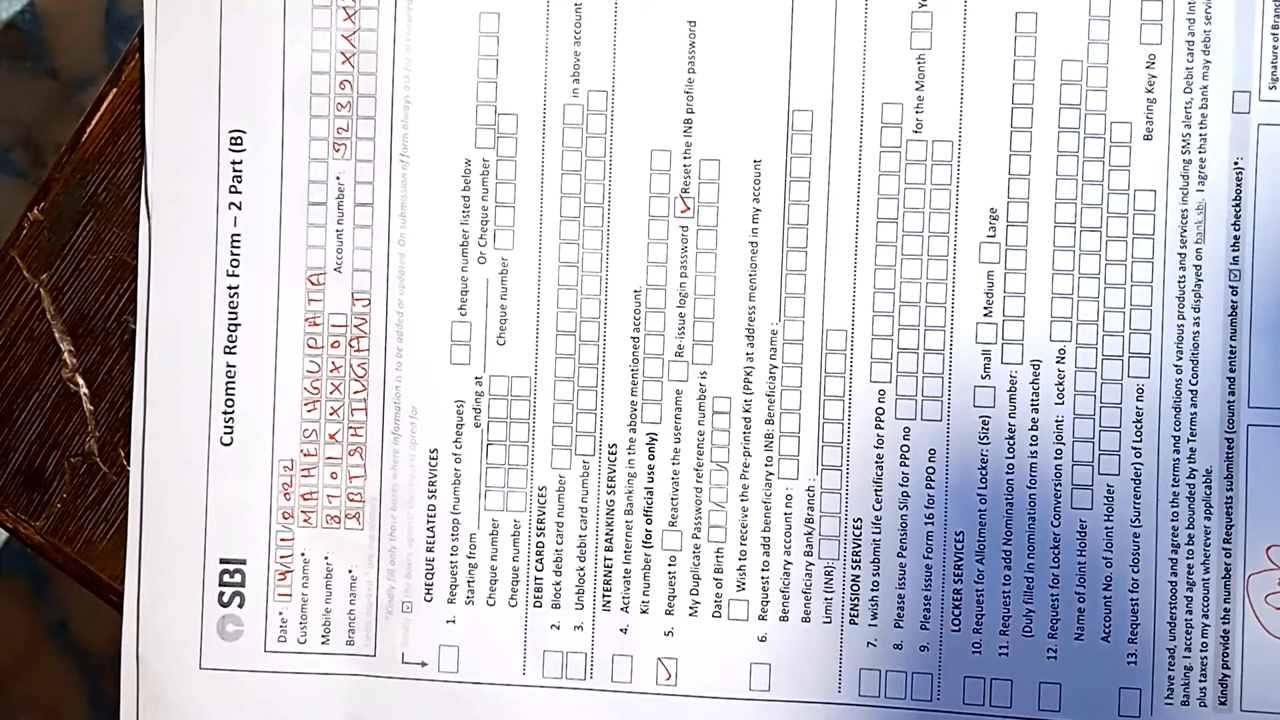 SBI
Customer Request Form – 2 Part (B)
Date*: 14/11/2022
Customer name*: MAHESH GUPHTA
Mobile number*: Account number*: 3239XXX
Branch name*:
*Kindly fill only those boxes where information is to be added or updated. On submission of form always ask for
CHEQUE RELATED SERVICES
1. Request to stop (number of cheques) cheque number listed below
Starting from ending at Or Cheque number
Cheque number Cheque number
Cheque number
DEBIT CARD SERVICES
2. Block debit card number in above account
3. Unblock debit card number
INTERNET BANKING SERVICES
4. Activate Internet Banking in the above mentioned account.
Kit number (for official use only)
5. Request to Reactivate the username Re-issue login password Reset the INB profile password
My Duplicate Password reference number is
Date of Birth / /
Wish to receive the Pre-printed Kit (PPK) at address mentioned in my account
6. Request to add beneficiary to INB: Beneficiary name :
Beneficiary account no :
Beneficiary Bank/Branch :
Limit (INR):
PENSION SERVICES
7. I wish to submit Life Certificate for PPO no
8. Please issue Pension Slip for PPO no for the Month
9. Please issue Form 16 for PPO no
LOCKER SERVICES
10. Request for Allotment of Locker: (Size) Small Medium Large
11. Request to add Nomination to Locker number:
(Duly filled in nomination form is to be attached)
12. Request for Locker Conversion to Joint: Locker No.
Name of Joint Holder
Account No. of Joint Holder
13. Request for closure (Surrender) of Locker no: Bearing Key No
I have read, understood and agree to the terms and conditions of various products and services including SMS alerts, Debit card and
Banking. I accept and agree to be bounded by the Terms and Conditions as displayed on bank.sbi. I agree that the bank may debit
plus taxes to my account wherever applicable.
Kindly provide the number of Requests submitted (count and enter number of ☑ in the checkboxes)*:
Signature of